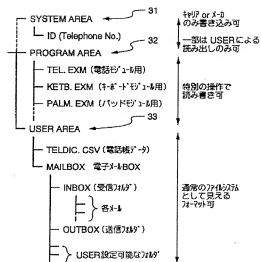 SYSTEM AREA 31
ID (Telephone No.)
キャリア or メーカ
のみ書き込み可
32
PROGRAM AREA
一部は USERによる
読み出しのみ可
TEL. EXM (電話モジュール用)
KETB. EXM (キーボードモジュール用)
PALM. EXM (パッドモジュール用)
特別の操作で
読み書き可
33
USER AREA
TELDIC. CSV (電話帳データ)
MAILBOX 電子メールBOX
INBOX (受信フォルダ)
各メール
OUTBOX (送信フォルダ)
USER設定可能なフォルダ
通常のファイルシステム
として見える
フォーマット可